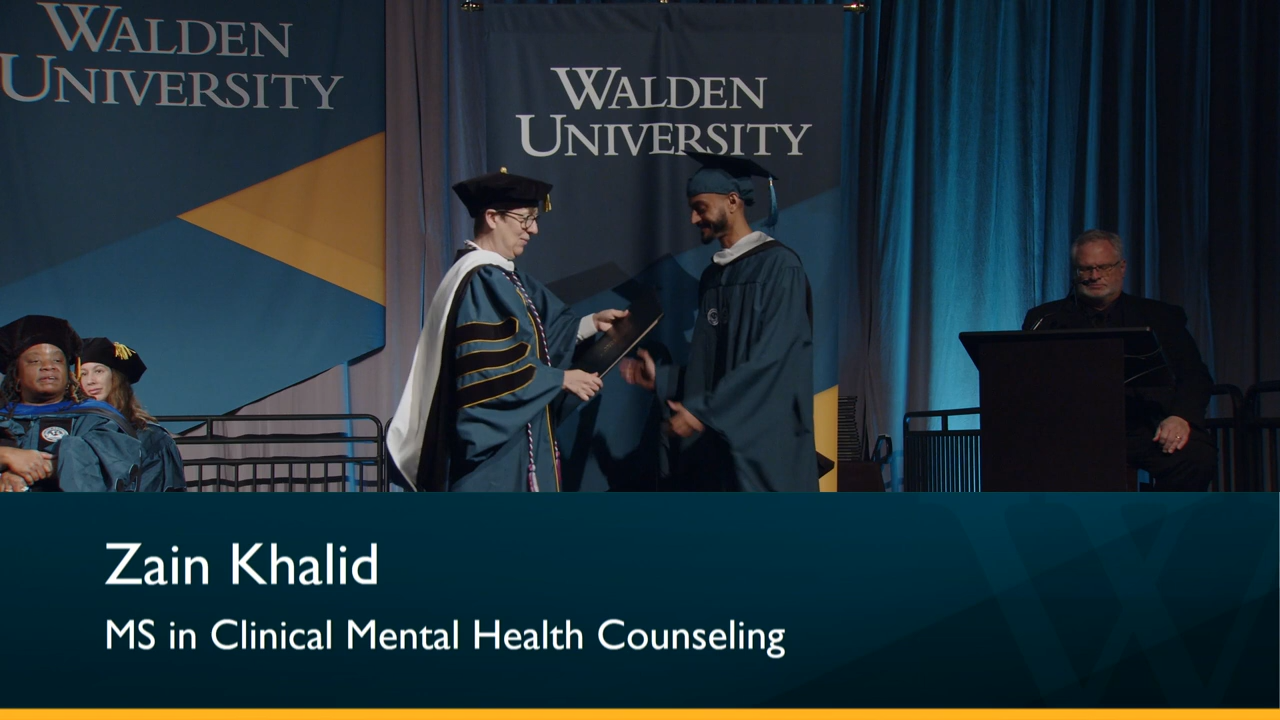 WALDEN
UNIVERSITY
WALDEN
UNIVERSITY
Zain Khalid
MS in Clinical Mental Health Counseling